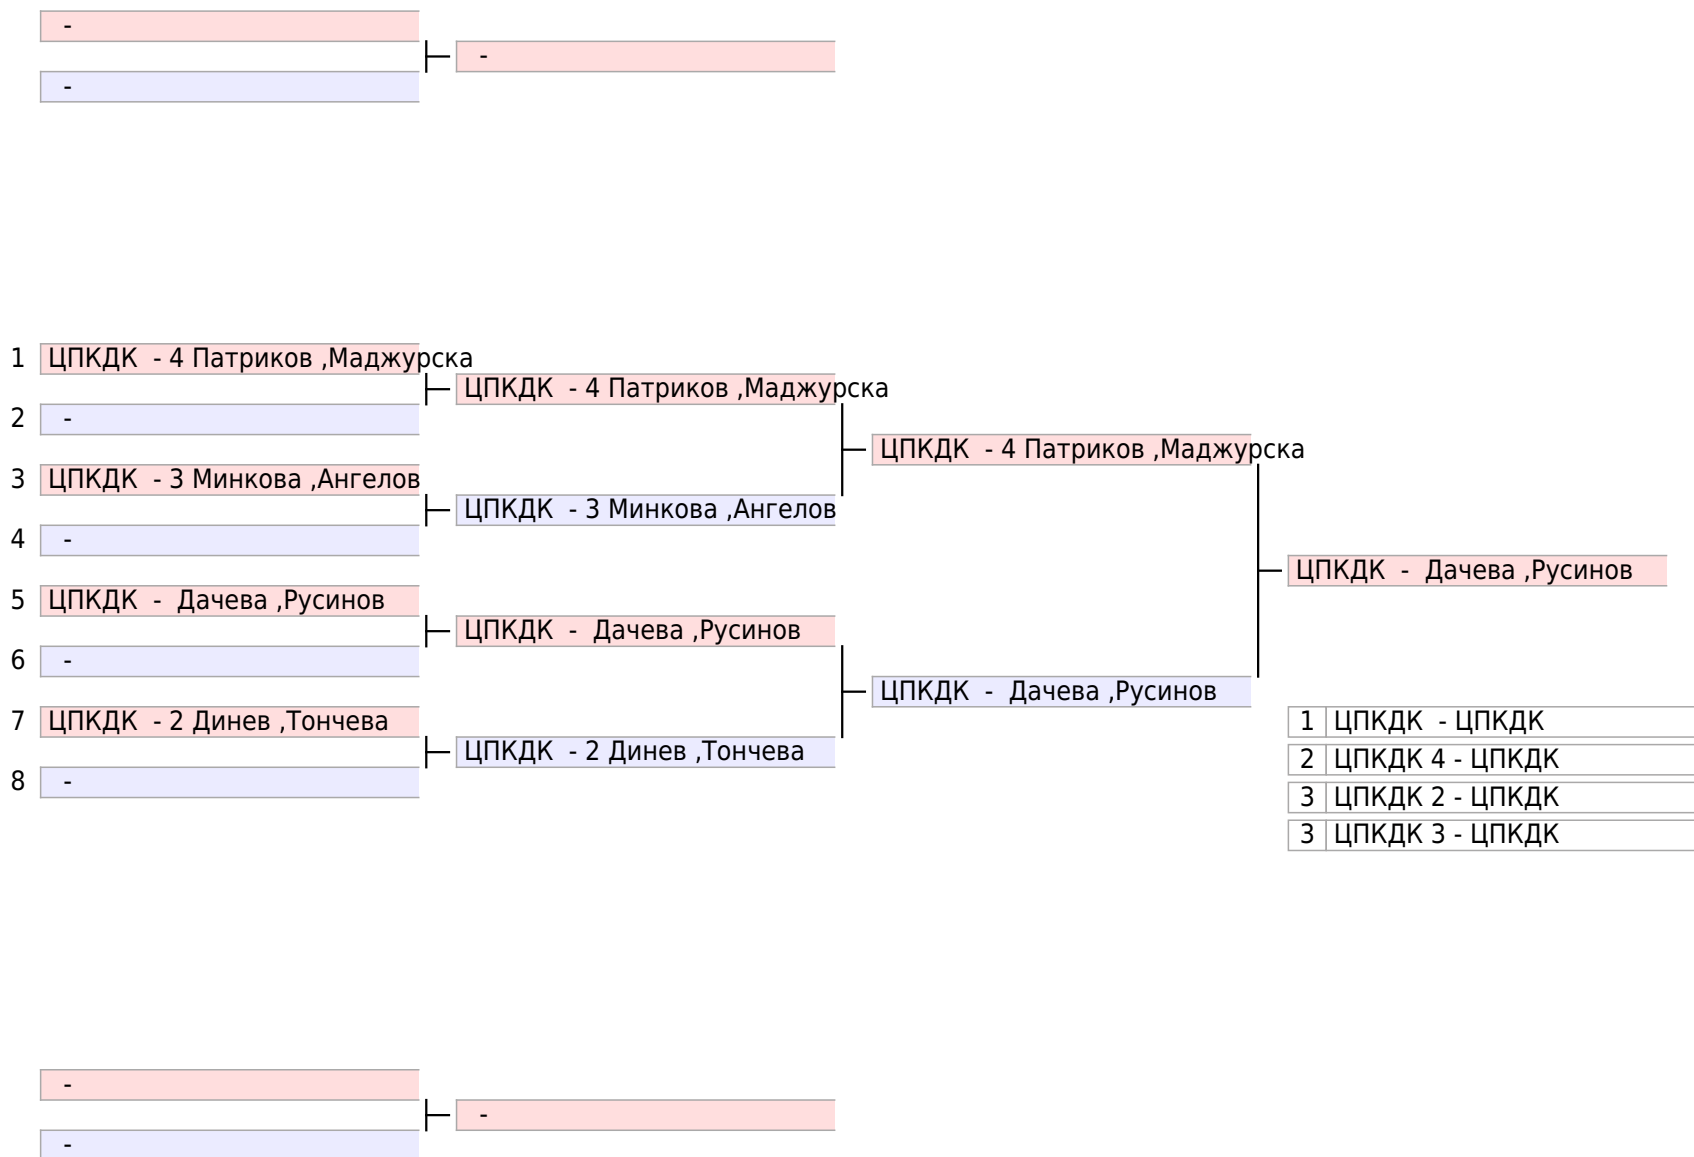 -
-
-
1 ЦПКДК - 4 Патриков ,Маджурска
ЦПКДК - 4 Патриков ,Маджурска
2 -
ЦПКДК - 4 Патриков ,Маджурска
3 ЦПКДК - 3 Минкова ,Ангелов
ЦПКДК - 3 Минкова ,Ангелов
4 -
ЦПКДК - Дачева ,Русинов
5 ЦПКДК - Дачева ,Русинов
ЦПКДК - Дачева ,Русинов
6 -
ЦПКДК - Дачева ,Русинов
7 ЦПКДК - 2 Динев ,Тончева
ЦПКДК - 2 Динев ,Тончева
8 -
1 ЦПКДК - ЦПКДК
2 ЦПКДК 4 - ЦПКДК
3 ЦПКДК 2 - ЦПКДК
3 ЦПКДК 3 - ЦПКДК
-
-
-